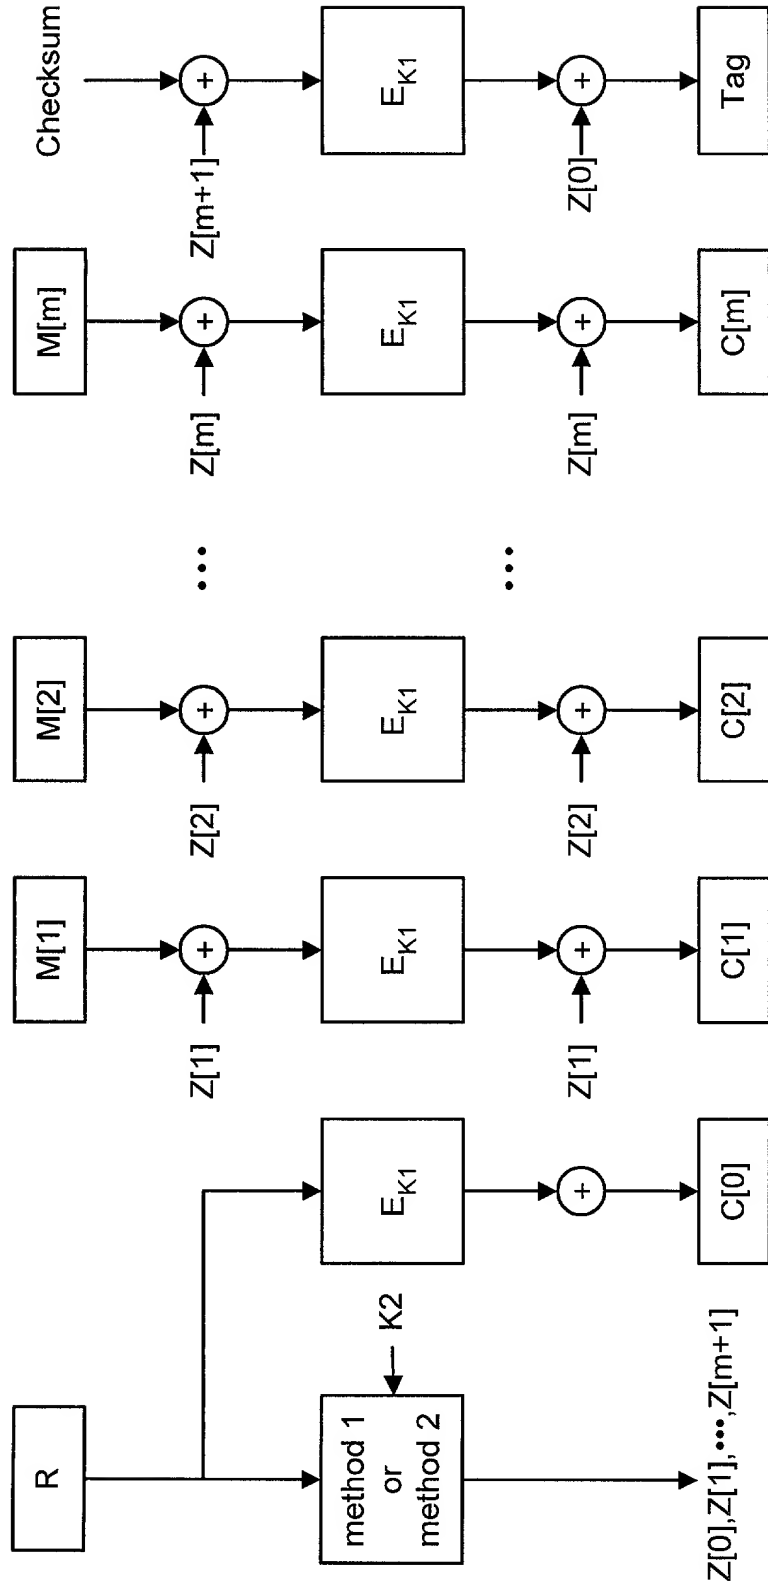 R
M[1]
M[2]
M[m]
Checksum
Z[1]
Z[2]
•••
Z[m]
Z[m+1]
method 1
or
method 2
K2
E_K1
E_K1
E_K1
E_K1
E_K1
Z[1]
Z[2]
•••
Z[m]
Z[0]
Z[0],Z[1],•••,Z[m+1]
C[0]
C[1]
C[2]
C[m]
Tag
+
+
+
+
+
+
+
+
+